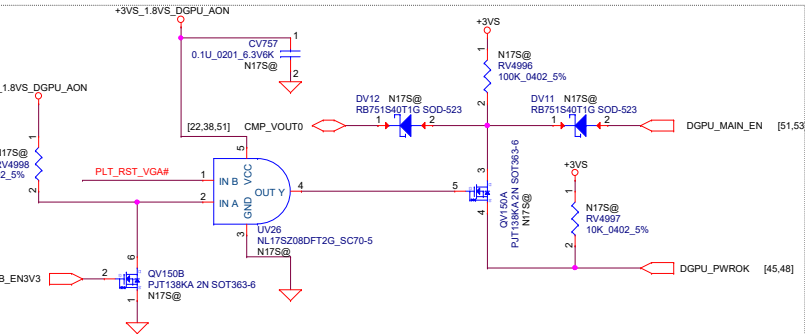 +3VS_1.8VS_DGPU_AON
1
CV757
0.1U_0201_6.3V6K
N17S@
2
+3VS
1
N17S@
RV4996
100K_0402_5%
2
_1.8VS_DGPU_AON
1
N17S@
RV4998
2_5%
2
[22,38,51]
CMP_VOUT0
DV12 N17S@
RB751S40T1G SOD-523
1
2
DV11 N17S@
RB751S40T1G SOD-523
1
2
DGPU_MAIN_EN [51,53
PLT_RST_VGA#
1
2
5
IN B
IN A
VCC
GND
OUT Y
4
3
UV26
NL17SZ08DFT2G_SC70-5
N17S@
5
3
4
QV150A
PJT138KA 2N SOT363-6
N17S@
+3VS
1
N17S@
RV4997
10K_0402_5%
2
DGPU_PWROK [45,48]
B_EN3V3
2
6
1
QV150B
PJT138KA 2N SOT363-6
N17S@